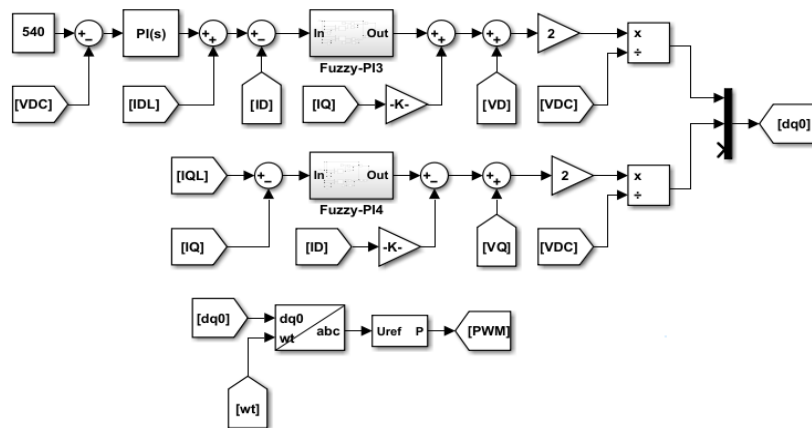 540
+
−
PI(s)
+
+
+
−
In
Out
Fuzzy-PI3
+
+
+
+
2
x
÷
[VDC]
[IDL]
[ID]
[IQ]
-K-
[VD]
[VDC]
[dq0]
[IQL]
+
−
In
Out
Fuzzy-PI4
+
−
+
+
2
x
÷
[IQ]
[ID]
-K-
[VQ]
[VDC]
[dq0]
dq0
wt
abc
Uref
P
[PWM]
[wt]